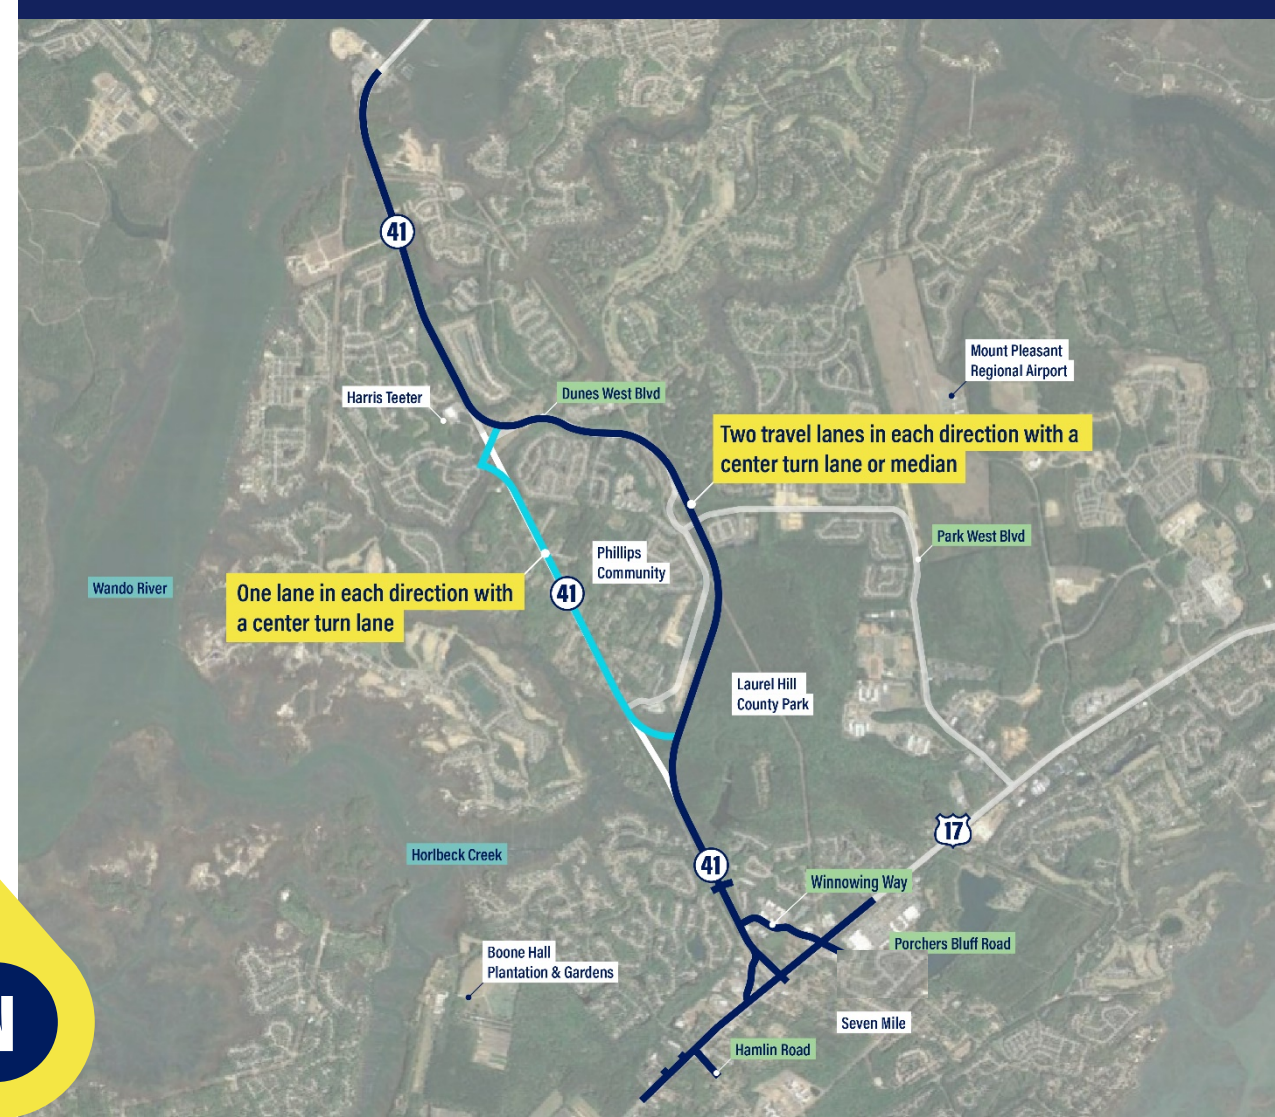 41
Mount Pleasant
Regional Airport
Harris Teeter
Dunes West Blvd
Two travel lanes in each direction with a
center turn lane or median
Park West Blvd
Phillips
Community
Wando River
One lane in each direction with
a center turn lane
41
Laurel Hill
County Park
17
Horlbeck Creek
41
Winnowing Way
Porchers Bluff Road
Boone Hall
Plantation & Gardens
N
Seven Mile
Hamlin Road